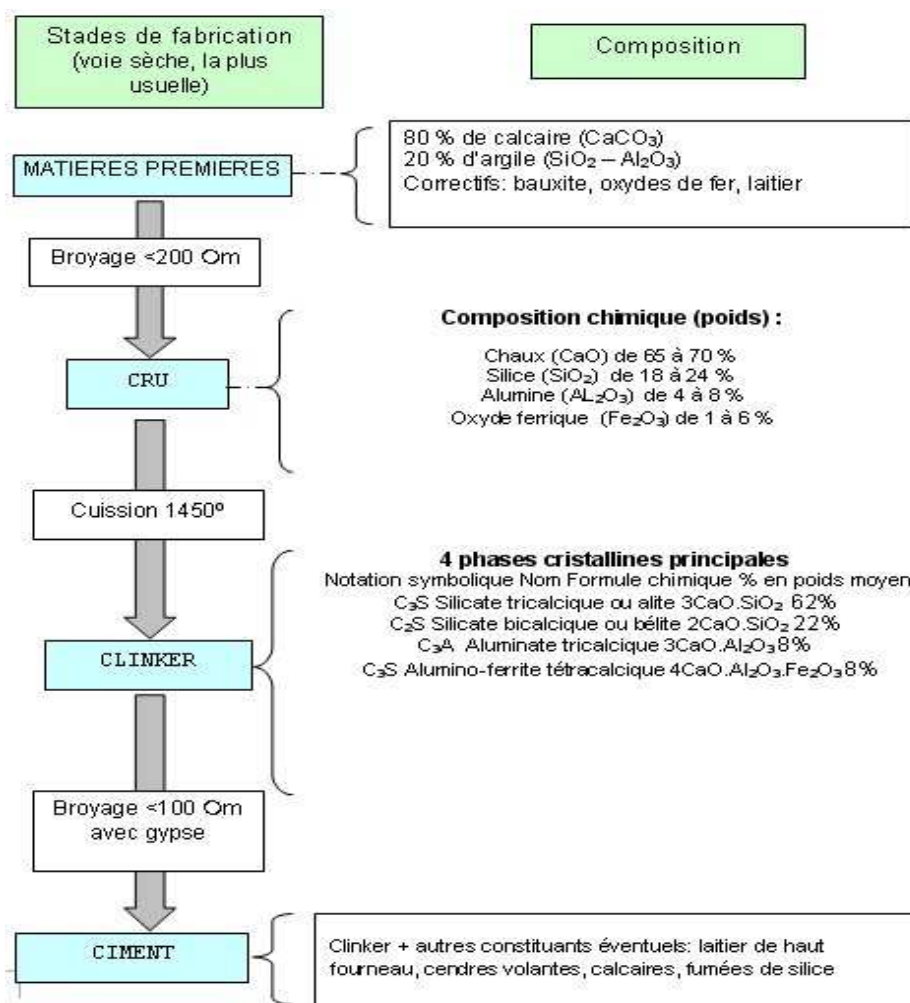 Stades de fabrication
(voie sèche, la plus
usuelle)
Composition
MATIERES PREMIERES
80 % de calcaire (CaCO₃)
20 % d'argile (SiO₂ – Al₂O₃)
Correctifs: bauxite, oxydes de fer, laitier
Broyage <200 Om
CRU
Composition chimique (poids) :
Chaux (CaO) de 65 à 70 %
Silice (SiO₂) de 18 à 24 %
Alumine (AL₂O₃) de 4 à 8 %
Oxyde ferrique (Fe₂O₃) de 1 à 6 %
Cuission 1450º
CLINKER
4 phases cristallines principales
Notation symbolique Nom Formule chimique % en poids moyen
C₃S Silicate tricalcique ou alite 3CaO.SiO₂ 62%
C₂S Silicate bicalcique ou bélite 2CaO.SiO₂ 22%
C₃A Aluminate tricalcique 3CaO.Al₂O₃ 8%
C₃S Alumino-ferrite tétracalcique 4CaO.Al₂O₃.Fe₂O₃ 8%
Broyage <100 Om
avec gypse
CIMENT
Clinker + autres constituants éventuels: laitier de haut
fourneau, cendres volantes, calcaires, fumées de silice